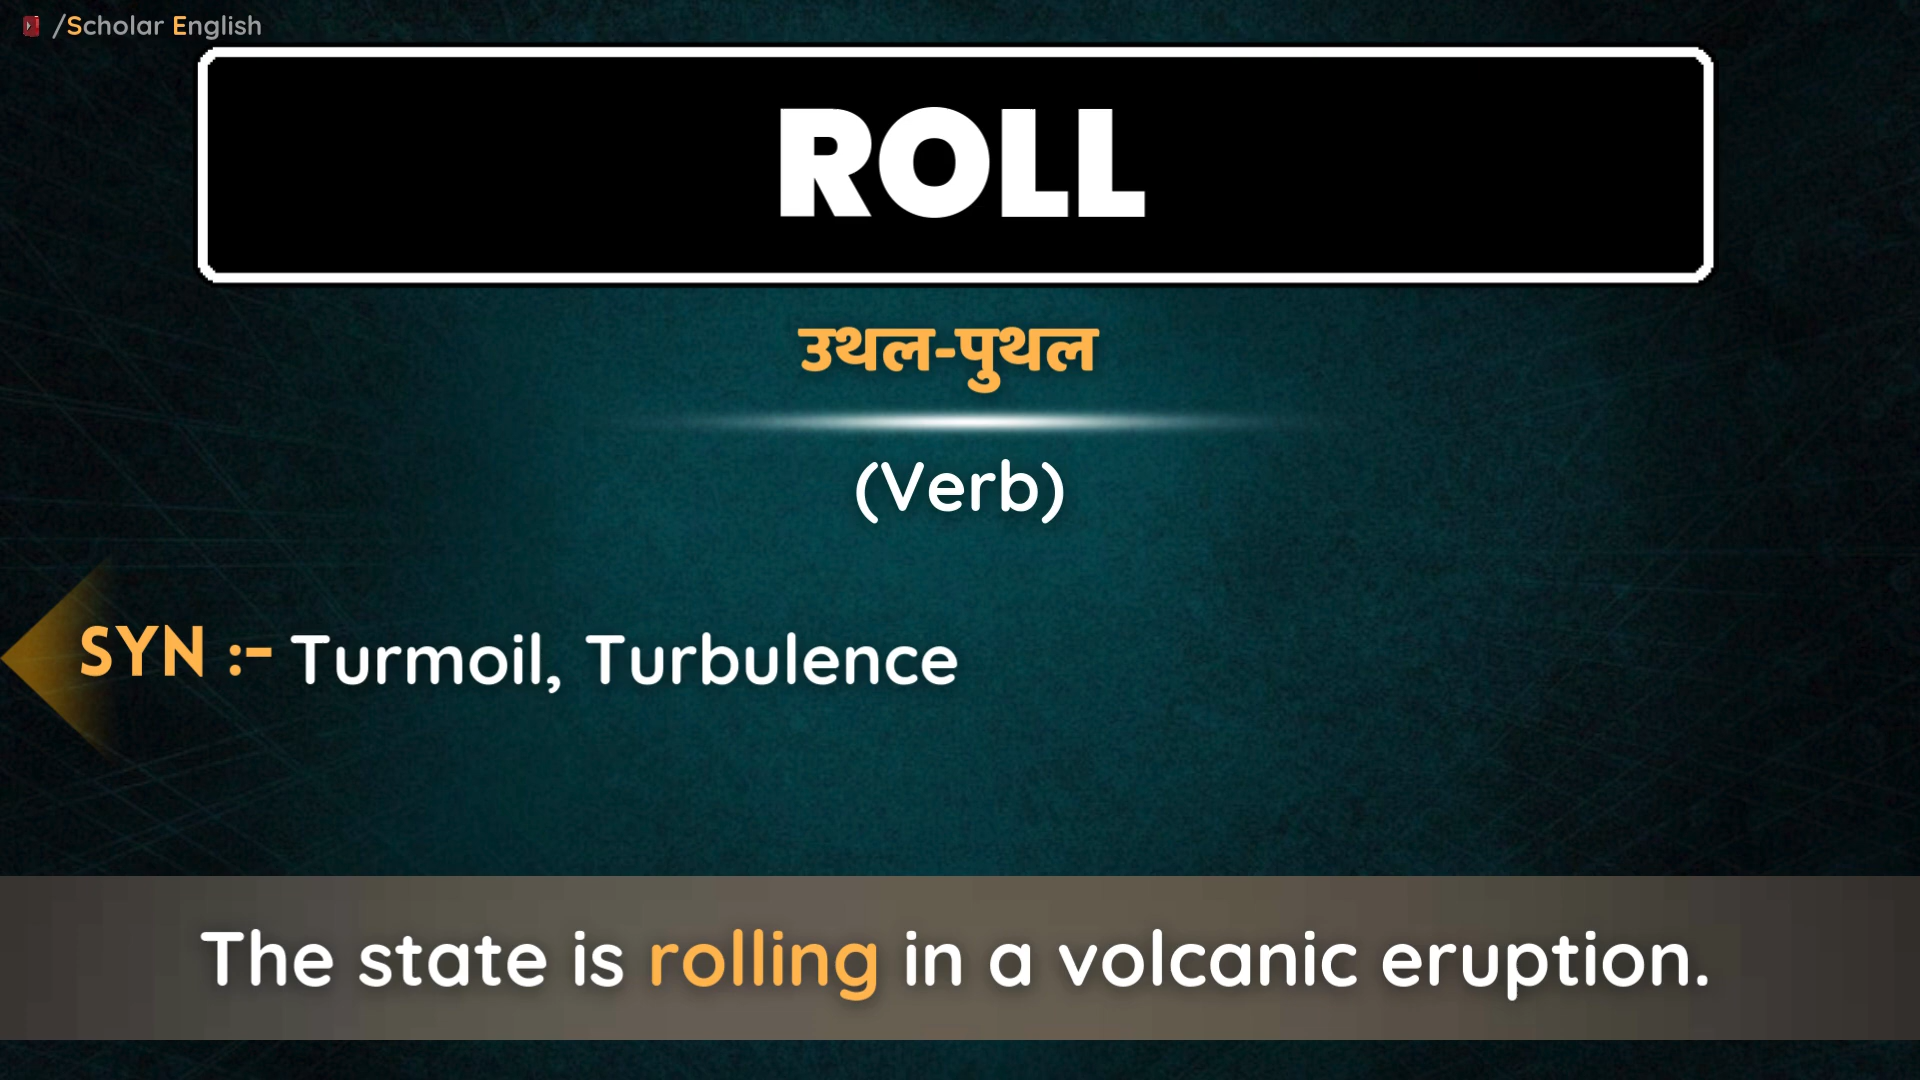 /Scholar English
ROLL
उथल-पुथल
(Verb)
SYN :- Turmoil, Turbulence
The state is rolling in a volcanic eruption.